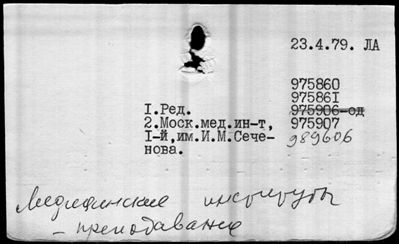 23.4.79. ЛА
975860
975861
975906-од
I.Ред.
2.Моск.мед.ин-т, 975907
I-й,им.И.М.Сече- 989606
нова.
Медицинские институты
- преподавание